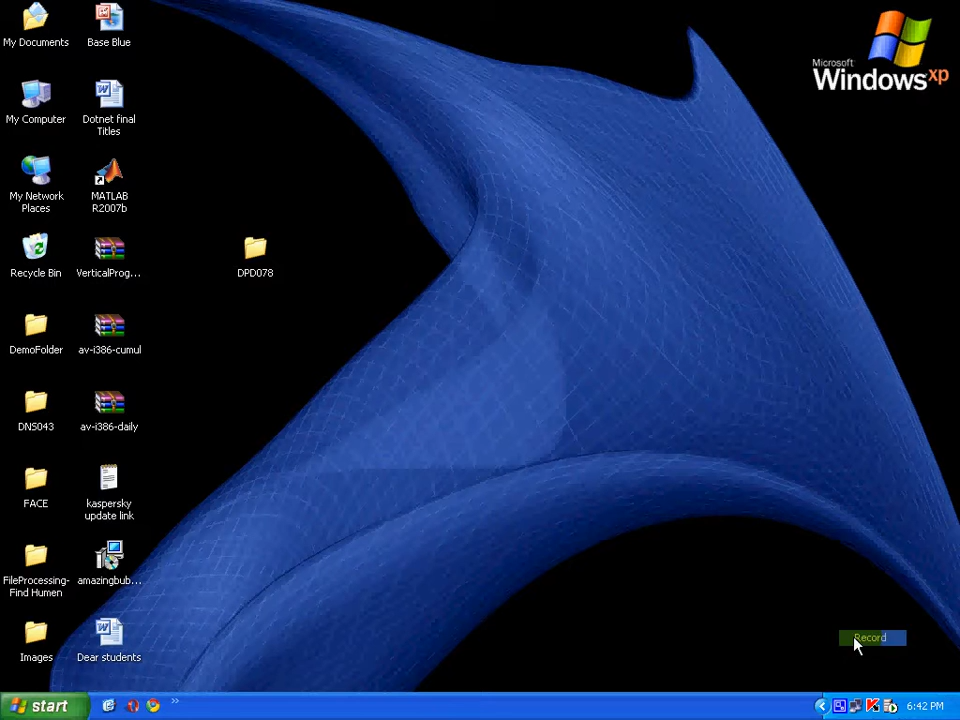 My Documents
Base Blue
Microsoft
Windows xp
My Computer
Dotnet final
Titles
My Network
Places
MATLAB
R2007b
Recycle Bin
VerticalProg...
DPD078
DemoFolder
av-i386-cumul
DNS043
av-i386-daily
FACE
kaspersky
update link
FileProcessing-
Find Humen
amazingbub...
Images
Dear students
Record
start
6:42 PM